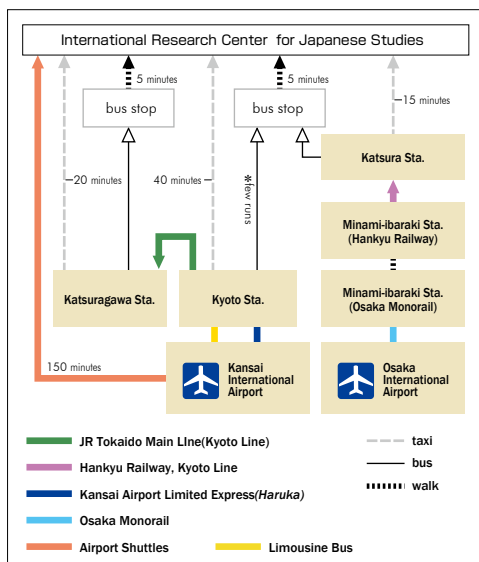 International Research Center for Japanese Studies
5 minutes
5 minutes
bus stop
bus stop
15 minutes
Katsura Sta.
20 minutes
40 minutes
*few runs
Minami-ibaraki Sta.
(Hankyu Railway)
Katsuragawa Sta.
Kyoto Sta.
Minami-ibaraki Sta.
(Osaka Monorail)
150 minutes
Kansai
International
Airport
Osaka
International
Airport
JR Tokaido Main LIne(Kyoto Line)
Hankyu Railway, Kyoto Line
Kansai Airport Limited Express(Haruka)
Osaka Monorail
Airport Shuttles
Limousine Bus
taxi
bus
walk